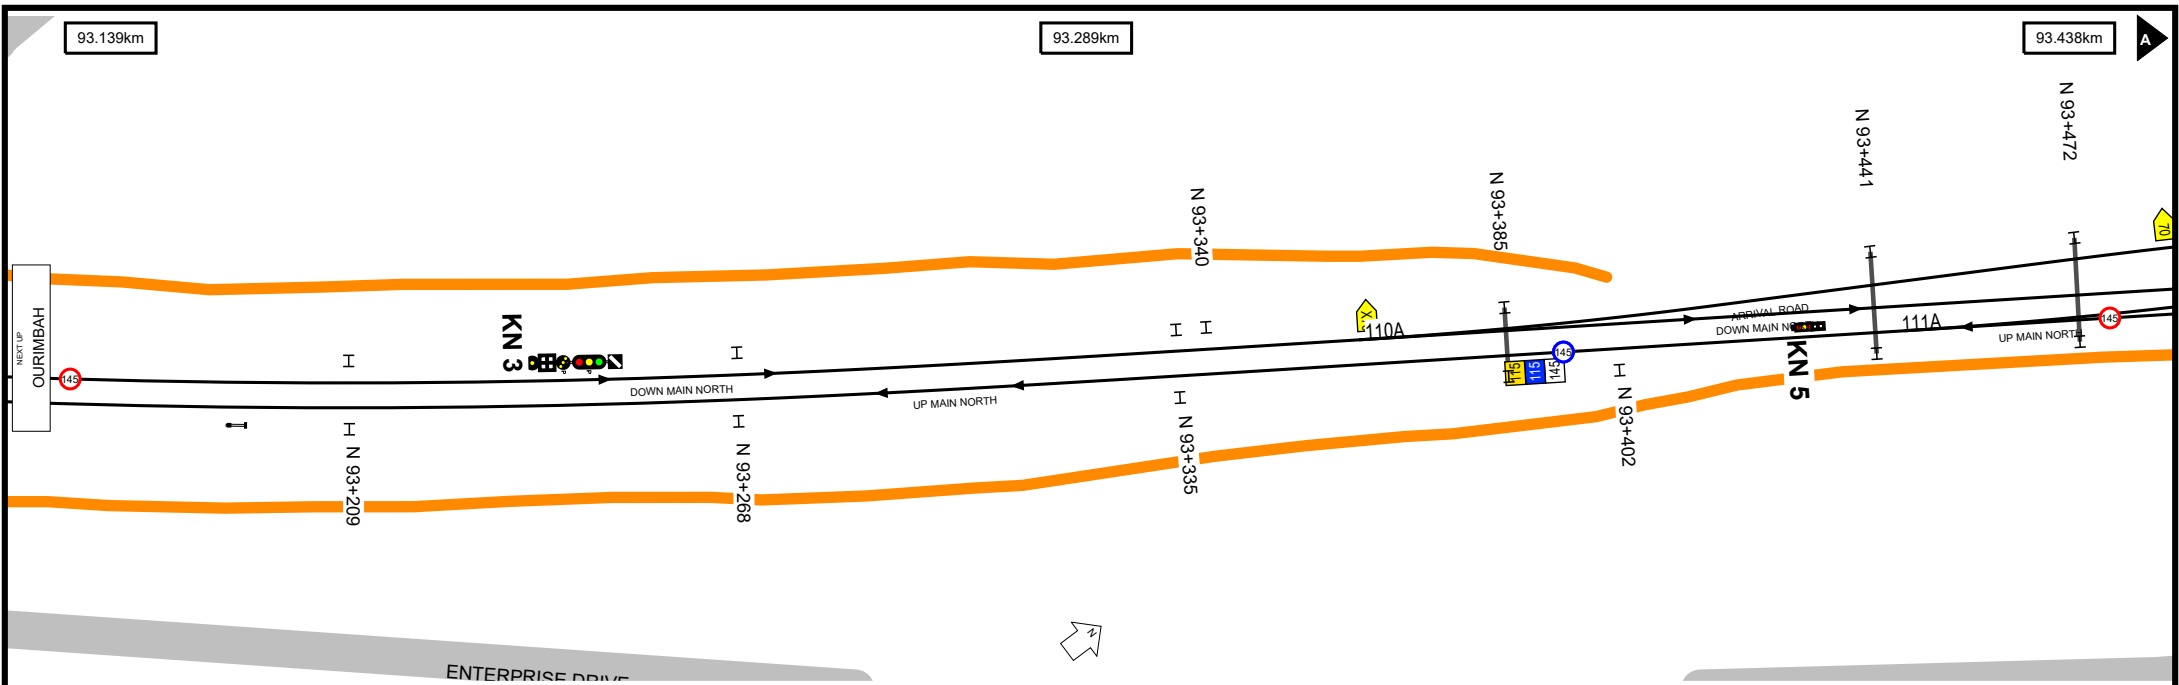 93.139km
93.289km
93.438km
A
N 93+472
N 93+441
N 93+385
N 93+340
70
NEXT UP
OURIMBAH
145
KN 3
DOWN MAIN NORTH
UP MAIN NORTH
110A
115
115
145
145
ARRIVAL ROAD
DOWN MAIN
KN 5
111A
UP MAIN NORTH
145
N 93+209
N 93+268
N 93+335
N 93+402
N
ENTERPRISE DRIVE